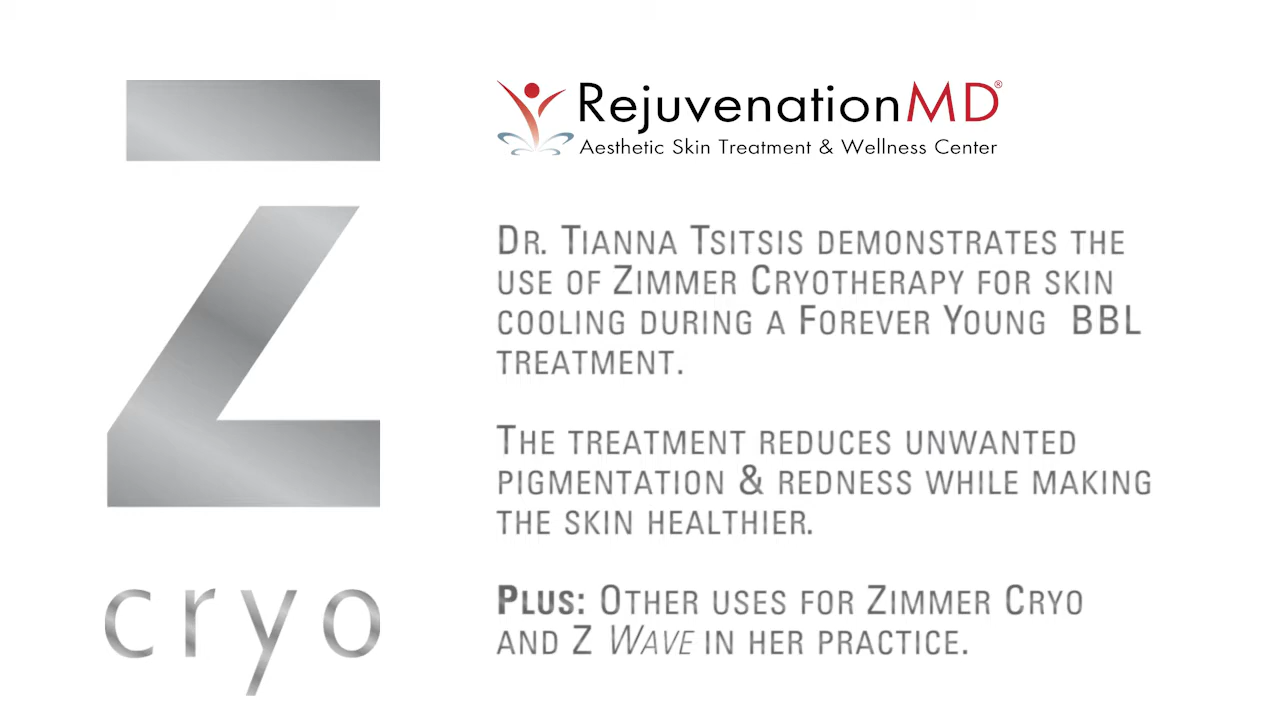 Z
cryo
RejuvenationMD®
Aesthetic Skin Treatment & Wellness Center
DR. TIANNA TSITSIS DEMONSTRATES THE
USE OF ZIMMER CRYOTHERAPY FOR SKIN
COOLING DURING A FOREVER YOUNG BBL
TREATMENT.
THE TREATMENT REDUCES UNWANTED
PIGMENTATION & REDNESS WHILE MAKING
THE SKIN HEALTHIER.
PLUS: OTHER USES FOR ZIMMER CRYO
AND Z WAVE IN HER PRACTICE.